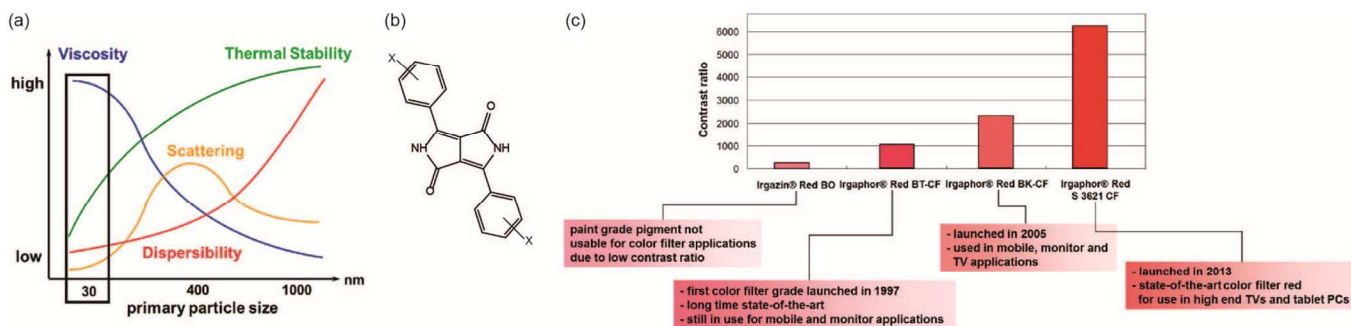 (a)
Viscosity
Thermal Stability
high
Scattering
low
Dispersibility
30
400
1000
nm
primary particle size
(b)
X
O
NH
NH
O
X
(c)
Contrast ratio
6000
5000
4000
3000
2000
1000
0
Irgazin® Red BO
Irgaphor® Red BT-CF
Irgaphor® Red BK-CF
Irgaphor® Red
S 3621 CF
paint grade pigment not
usable for color filter applications
due to low contrast ratio
- first color filter grade launched in 1997
- long time state-of-the-art
- still in use for mobile and monitor applications
- launched in 2005
- used in mobile, monitor and
TV applications
- launched in 2013
- state-of-the-art color filter red
for use in high end TVs and tablet PCs